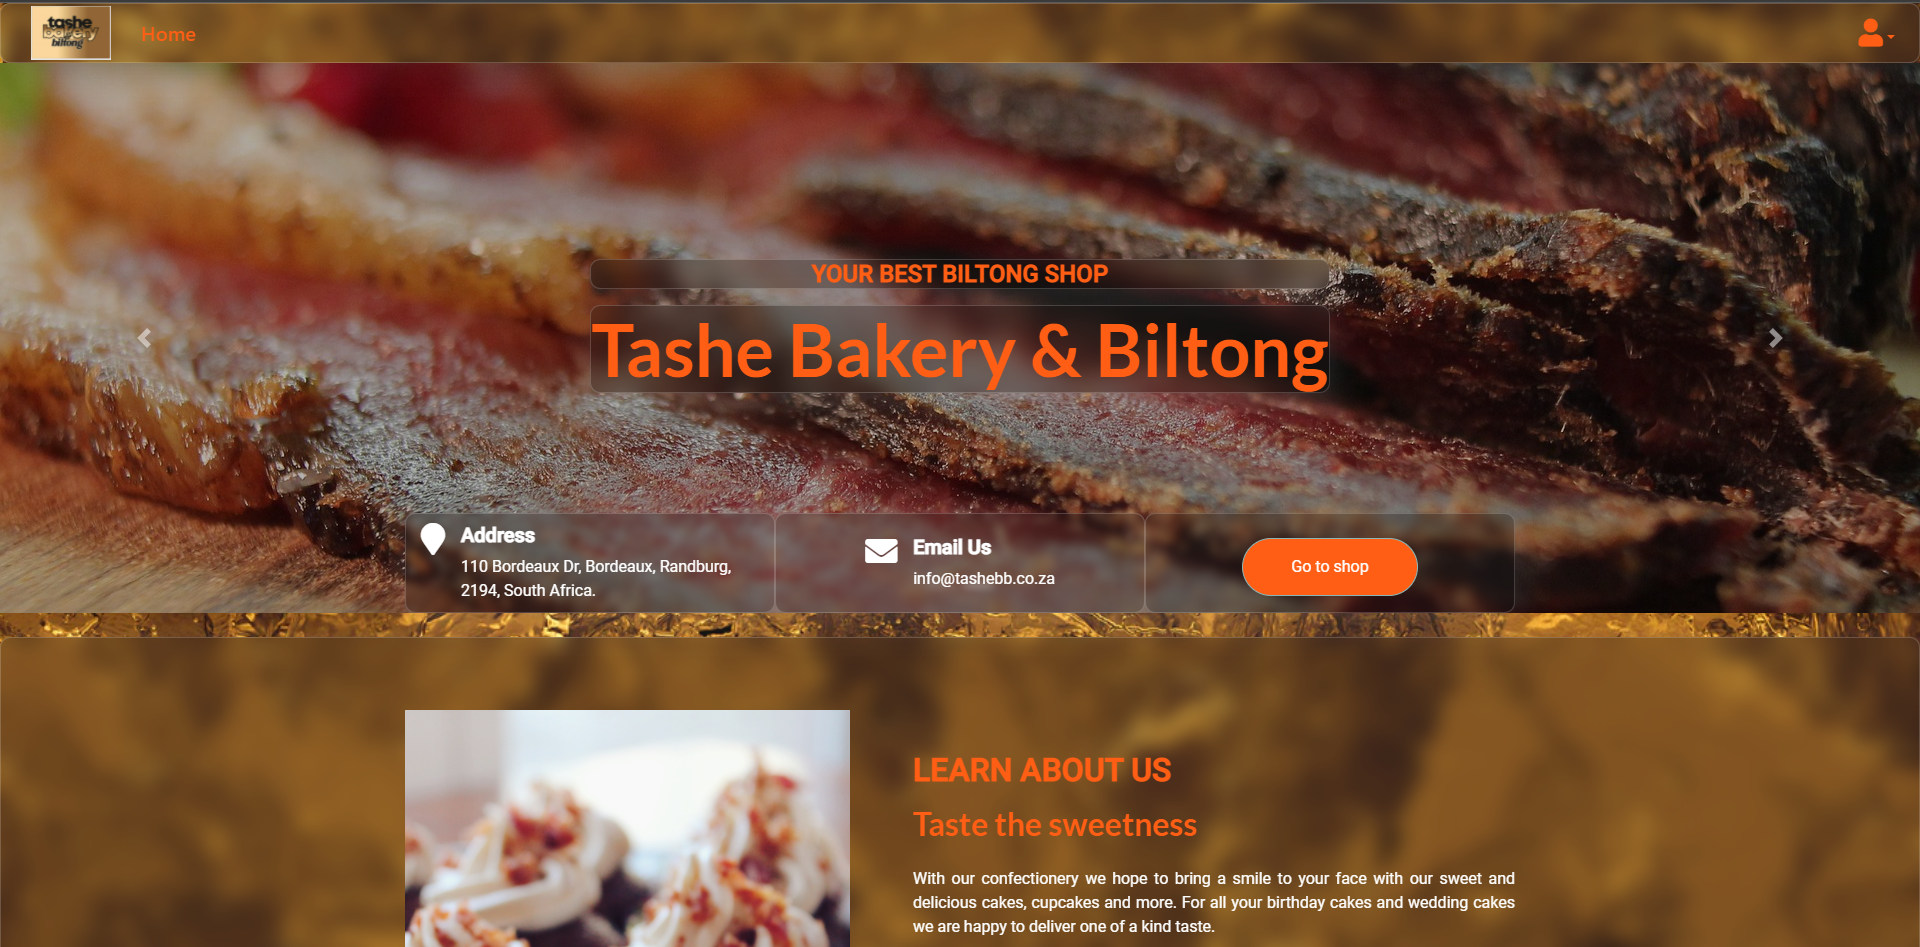 tashe
bakery
biltong
Home
YOUR BEST BILTONG SHOP
Tashe Bakery & Biltong
Address
110 Bordeaux Dr, Bordeaux, Randburg,
2194, South Africa.
Email Us
info@tashebb.co.za
Go to shop
LEARN ABOUT US
Taste the sweetness
With our confectionery we hope to bring a smile to your face with our sweet and
delicious cakes, cupcakes and more. For all your birthday cakes and wedding cakes
we are happy to deliver one of a kind taste.